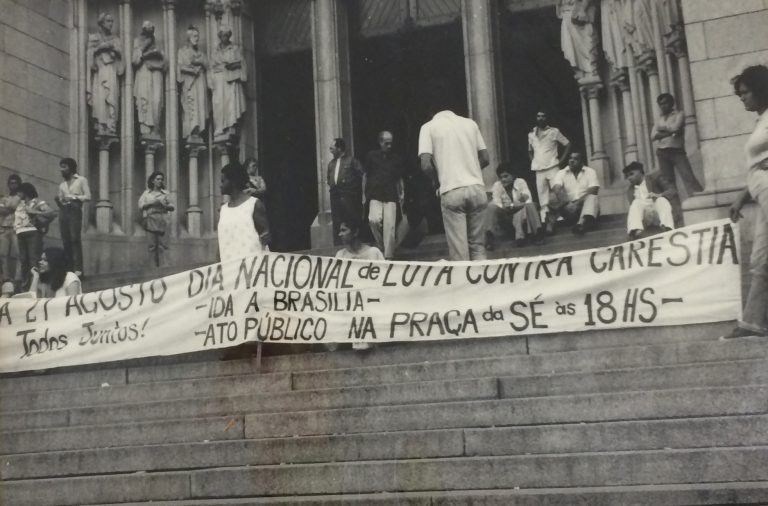 A 21 AGOSTO DIA NACIONAL de LUTA CONTRA CARESTIA
-IDA A BRASILIA-
Todos Juntos!
-ATO PÚBLICO NA PRAÇA da SÉ às 18 HS-